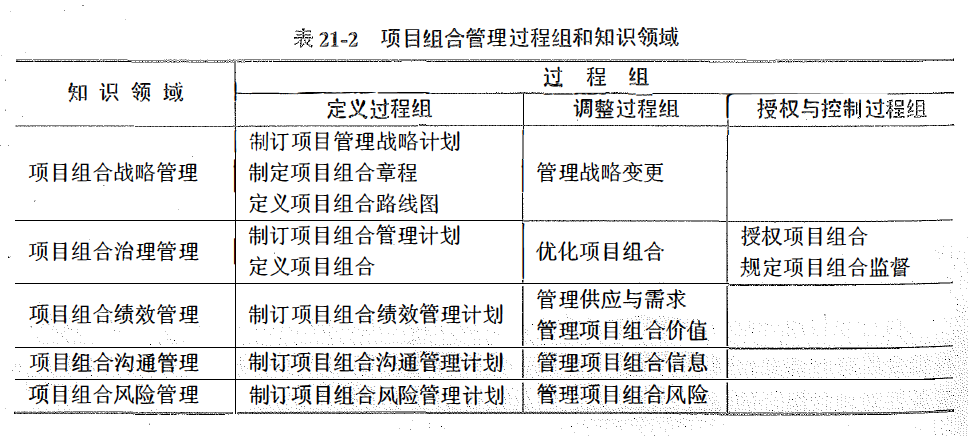 表 21-2 项目组合管理过程组和知识领域
知识领域
过程组
定义过程组
调整过程组
授权与控制过程组
项目组合战略管理
制订项目管理战略计划
制定项目组合章程
定义项目组合路线图
管理战略变更
项目组合治理管理
制订项目组合管理计划
定义项目组合
优化项目组合
授权项目组合
规定项目组合监督
项目组合绩效管理
制订项目组合绩效管理计划
管理供应与需求
管理项目组合价值
项目组合沟通管理
制订项目组合沟通管理计划
管理项目组合信息
项目组合风险管理
制订项目组合风险管理计划
管理项目组合风险